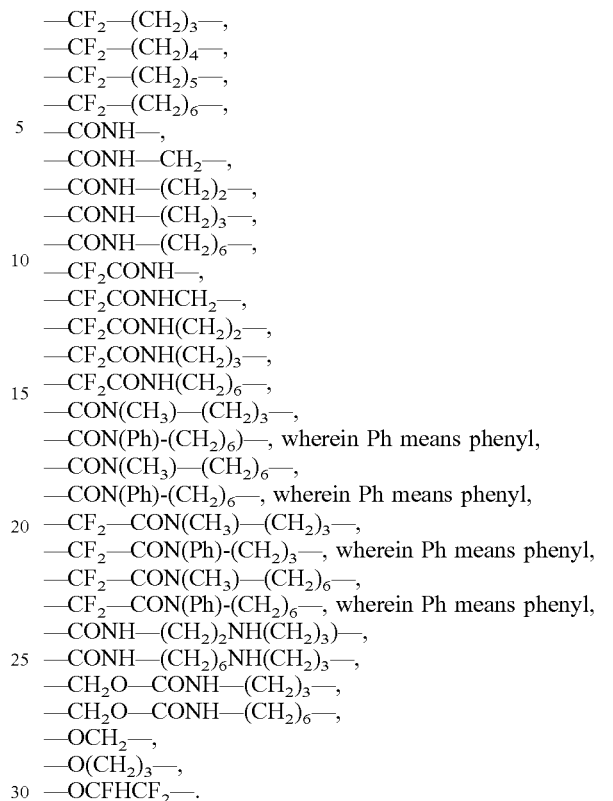 —CF₂—(CH₂)₃—,
—CF₂—(CH₂)₄—,
—CF₂—(CH₂)₅—,
—CF₂—(CH₂)₆—,
5 —CONH—,
—CONH—CH₂—,
—CONH—(CH₂)₂—,
—CONH—(CH₂)₃—,
—CONH—(CH₂)₆—,
10 —CF₂CONH—,
—CF₂CONHCH₂—,
—CF₂CONH(CH₂)₂—,
—CF₂CONH(CH₂)₃—,
—CF₂CONH(CH₂)₆—,
15 —CON(CH₃)—(CH₂)₃—,
—CON(Ph)-(CH₂)₆)—, wherein Ph means phenyl,
—CON(CH₃)—(CH₂)₆—,
—CON(Ph)-(CH₂)₆—, wherein Ph means phenyl,
20 —CF₂—CON(CH₃)—(CH₂)₃—,
—CF₂—CON(Ph)-(CH₂)₃—, wherein Ph means phenyl,
—CF₂—CON(CH₃)—(CH₂)₆—,
—CF₂—CON(Ph)-(CH₂)₆—, wherein Ph means phenyl,
—CONH—(CH₂)₂NH(CH₂)₃)—,
25 —CONH—(CH₂)₆NH(CH₂)₃—,
—CH₂O—CONH—(CH₂)₃—,
—CH₂O—CONH—(CH₂)₆—,
—OCH₂—,
—O(CH₂)₃—,
30 —OCFHCF₂—.